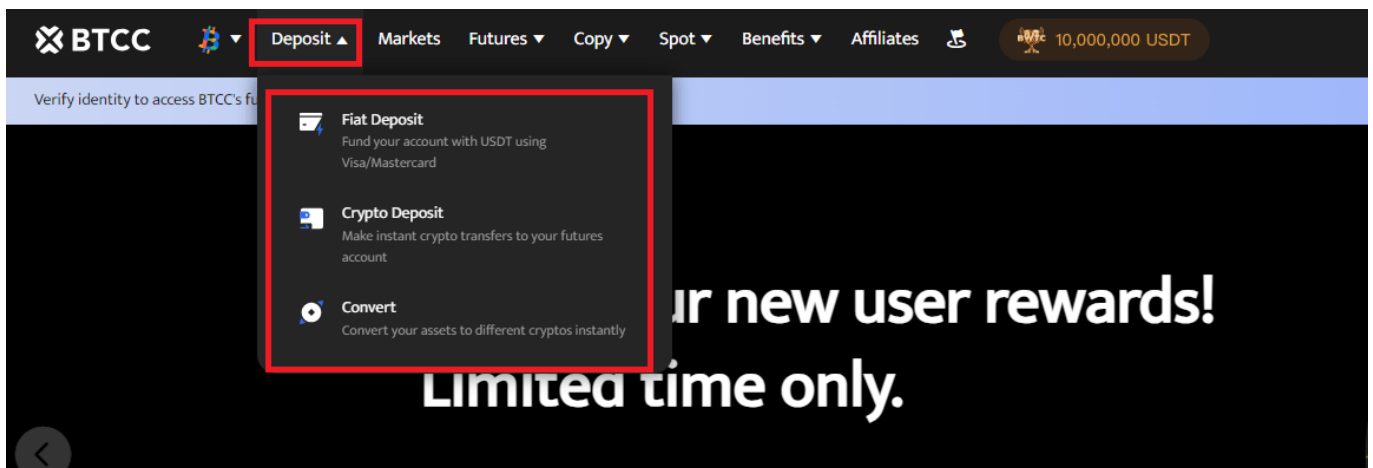 BTCC Deposit Markets Futures Copy Spot Benefits Affiliates 10,000,000 USDT
Verify identity to access BTCC's fu
Fiat Deposit
Fund your account with USDT using
Visa/Mastercard
Crypto Deposit
Make instant crypto transfers to your futures
account
Convert
Convert your assets to different cryptos instantly
ur new user rewards!
Limited time only.